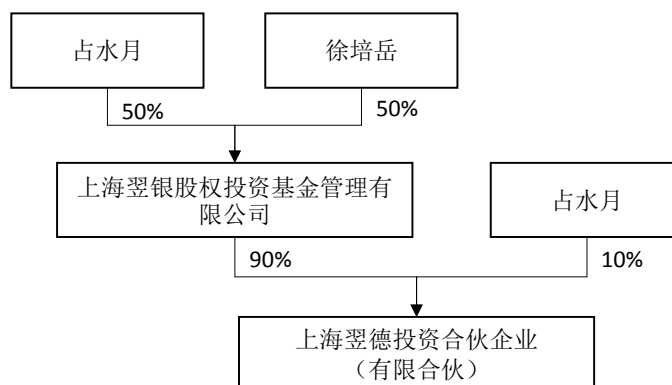 占水月
徐培岳
50%
50%
上海翌银股权投资基金管理有
限公司
占水月
90%
10%
上海翌德投资合伙企业
（有限合伙）